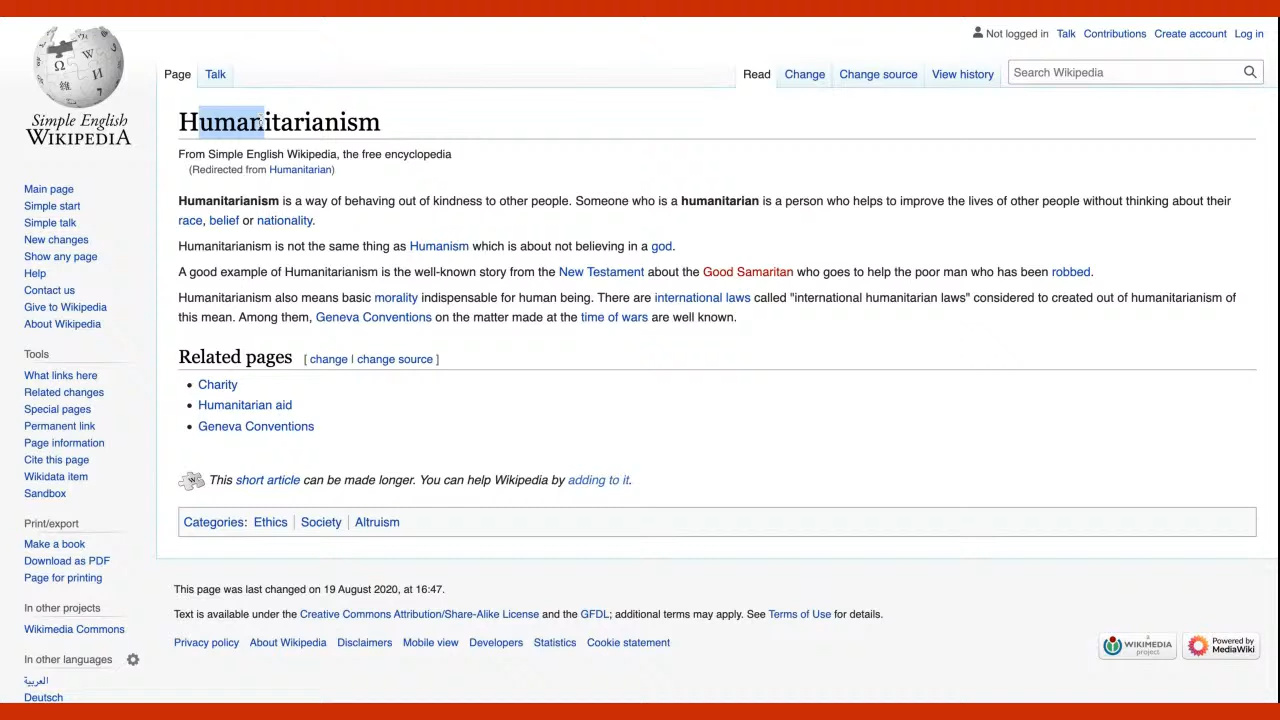 Not logged in Talk Contributions Create account Log in
Page Talk Read Change Change source View history Search Wikipedia
Simple English
WIKIPEDIA
Humanitarianism
From Simple English Wikipedia, the free encyclopedia
(Redirected from Humanitarian)
Humanitarianism is a way of behaving out of kindness to other people. Someone who is a humanitarian is a person who helps to improve the lives of other people without thinking about their
race, belief or nationality.
Humanitarianism is not the same thing as Humanism which is about not believing in a god.
A good example of Humanitarianism is the well-known story from the New Testament about the Good Samaritan who goes to help the poor man who has been robbed.
Humanitarianism also means basic morality indispensable for human being. There are international laws called "international humanitarian laws" considered to created out of humanitarianism of
this mean. Among them, Geneva Conventions on the matter made at the time of wars are well known.
Related pages [ change | change source ]
• Charity
• Humanitarian aid
• Geneva Conventions
This short article can be made longer. You can help Wikipedia by adding to it.
Categories: Ethics | Society | Altruism
Main page
Simple start
Simple talk
New changes
Show any page
Help
Contact us
Give to Wikipedia
About Wikipedia
Tools
What links here
Related changes
Special pages
Permanent link
Page information
Cite this page
Wikidata item
Sandbox
Print/export
Make a book
Download as PDF
Page for printing
In other projects
Wikimedia Commons
In other languages
العربية
Deutsch
This page was last changed on 19 August 2020, at 16:47.
Text is available under the Creative Commons Attribution/Share-Alike License and the GFDL; additional terms may apply. See Terms of Use for details.
Privacy policy About Wikipedia Disclaimers Mobile view Developers Statistics Cookie statement
A
WIKIMEDIA
project
Powered by
MediaWiki